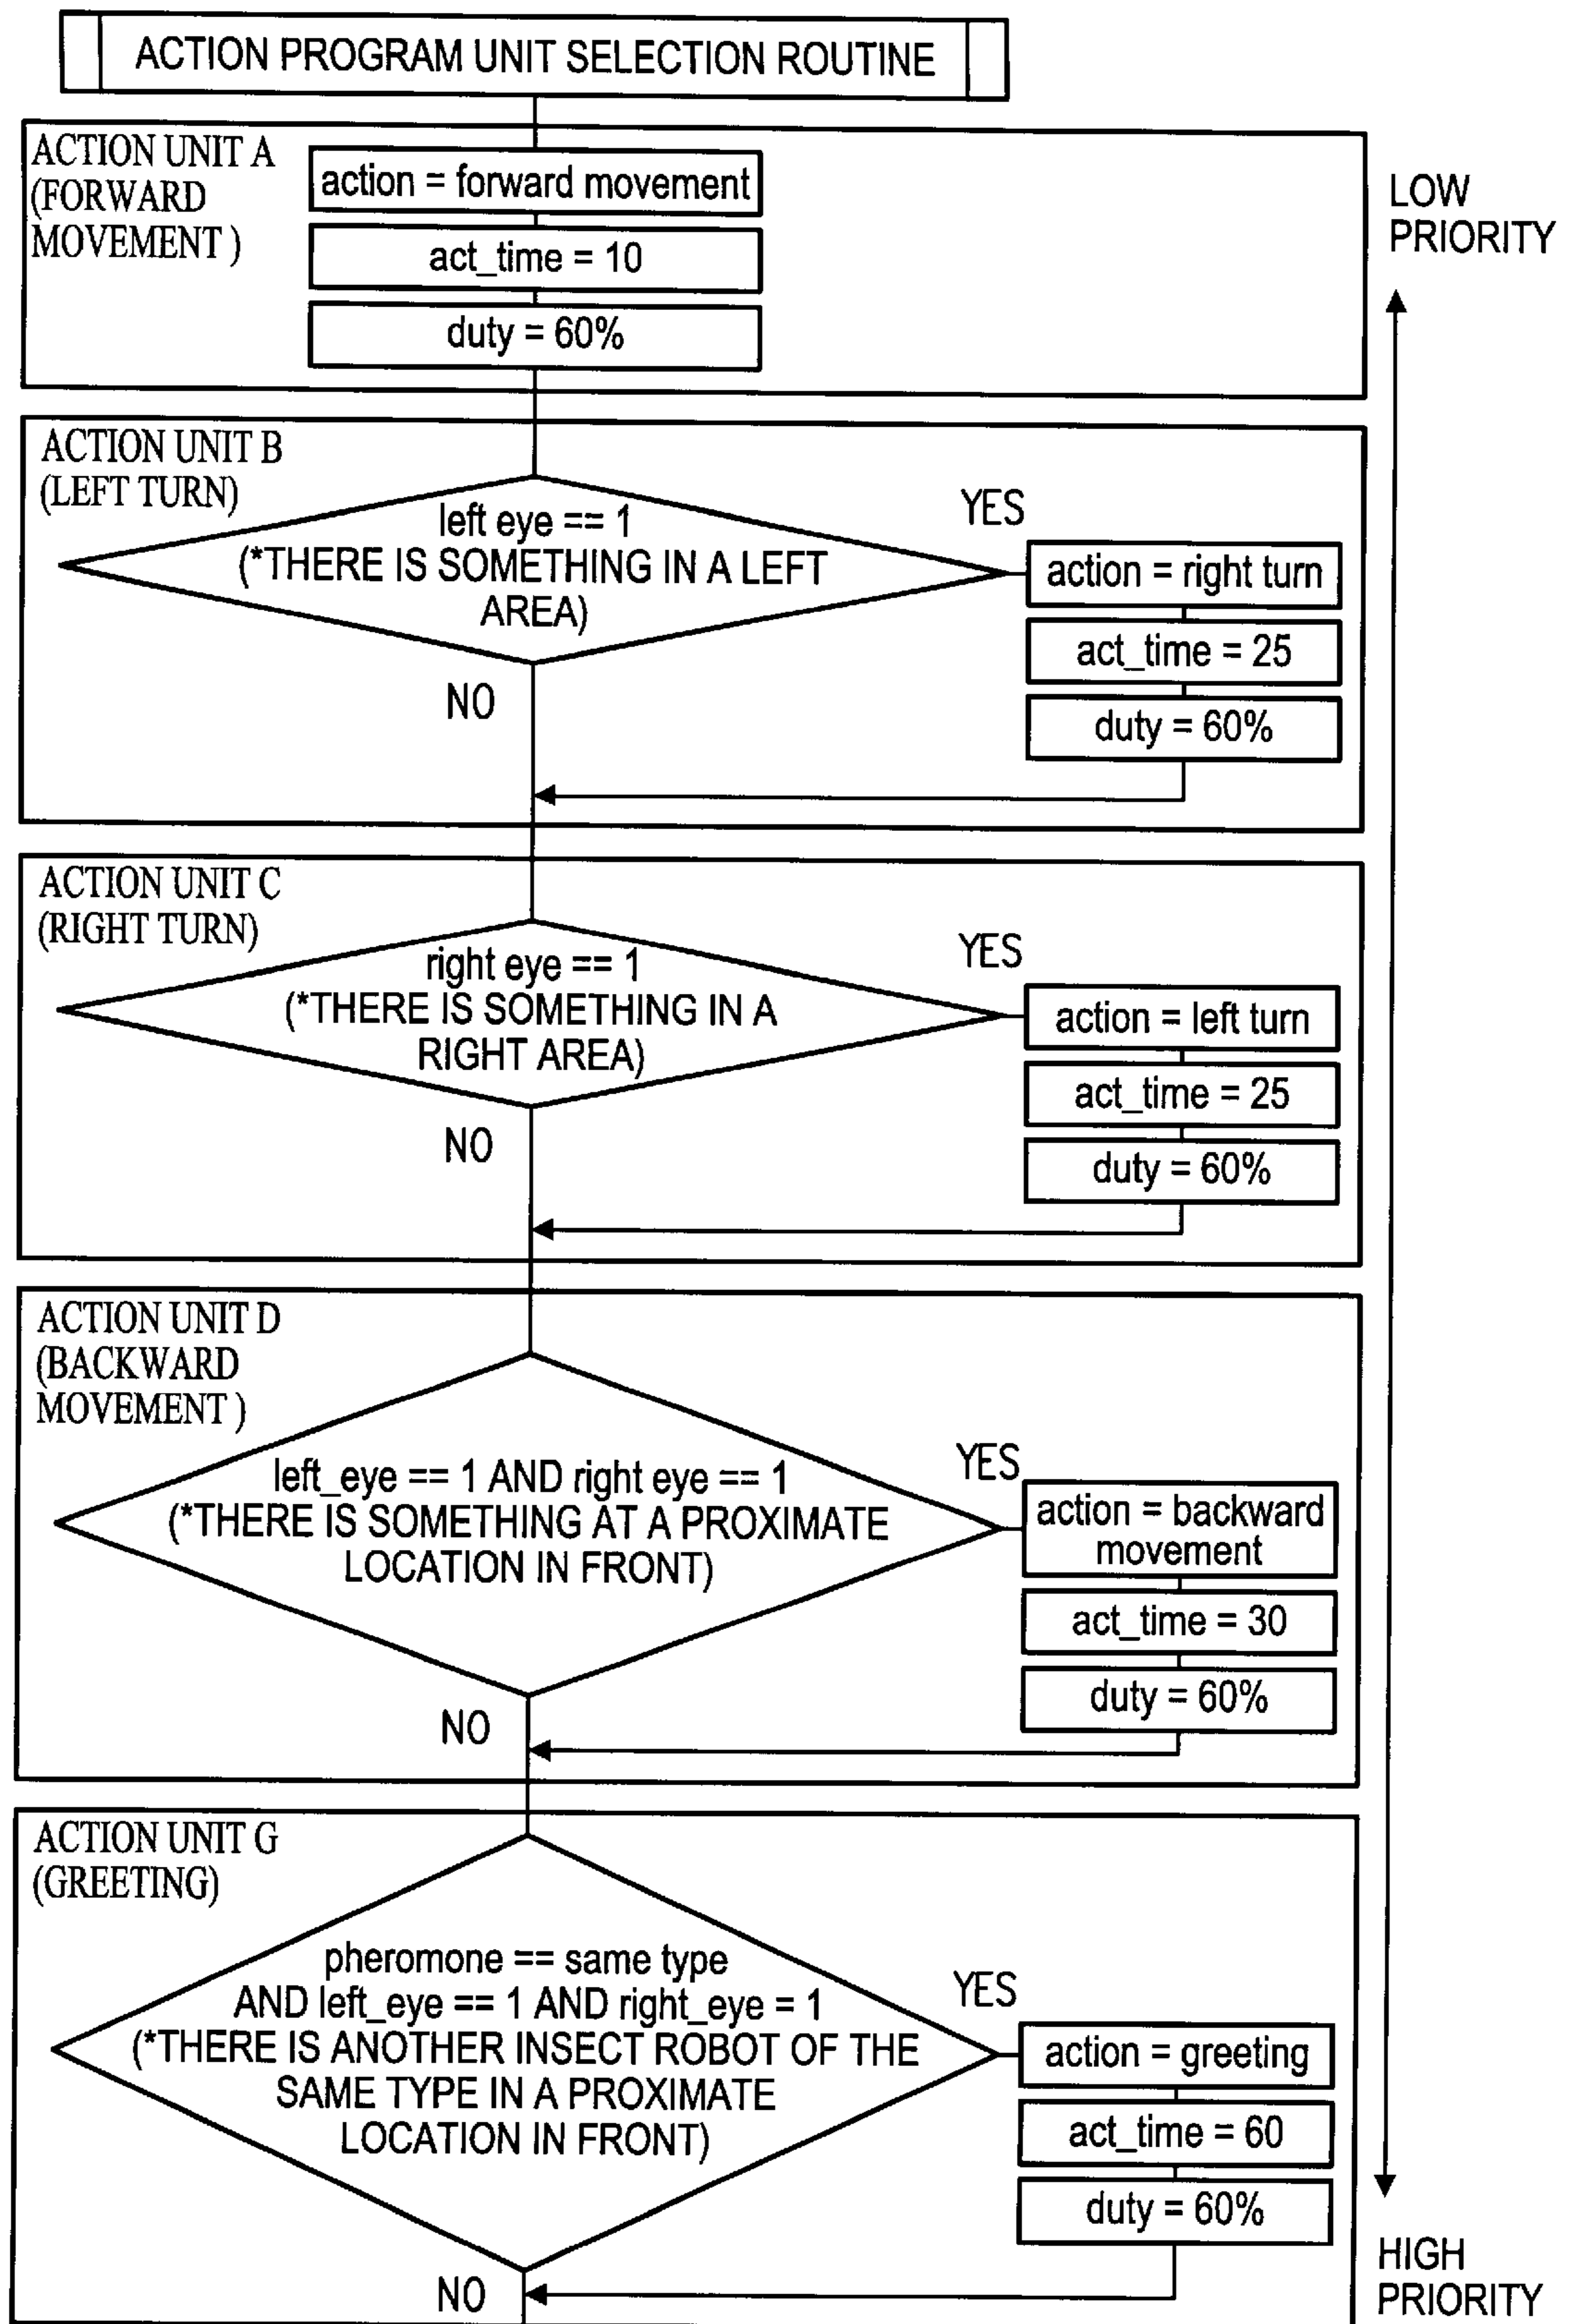 ACTION PROGRAM UNIT SELECTION ROUTINE
ACTION UNIT A
(FORWARD
MOVEMENT )
action = forward movement
act_time = 10
duty = 60%
LOW
PRIORITY
ACTION UNIT B
(LEFT TURN)
left eye == 1
(*THERE IS SOMETHING IN A LEFT
AREA)
YES
action = right turn
act_time = 25
duty = 60%
NO
ACTION UNIT C
(RIGHT TURN)
right eye == 1
(*THERE IS SOMETHING IN A
RIGHT AREA)
YES
action = left turn
act_time = 25
duty = 60%
NO
ACTION UNIT D
(BACKWARD
MOVEMENT )
left_eye == 1 AND right eye == 1
(*THERE IS SOMETHING AT A PROXIMATE
LOCATION IN FRONT)
YES
action = backward
movement
act_time = 30
duty = 60%
NO
ACTION UNIT G
(GREETING)
pheromone == same type
AND left_eye == 1 AND right_eye = 1
(*THERE IS ANOTHER INSECT ROBOT OF THE
SAME TYPE IN A PROXIMATE
LOCATION IN FRONT)
YES
action = greeting
act_time = 60
duty = 60%
NO
HIGH
PRIORITY